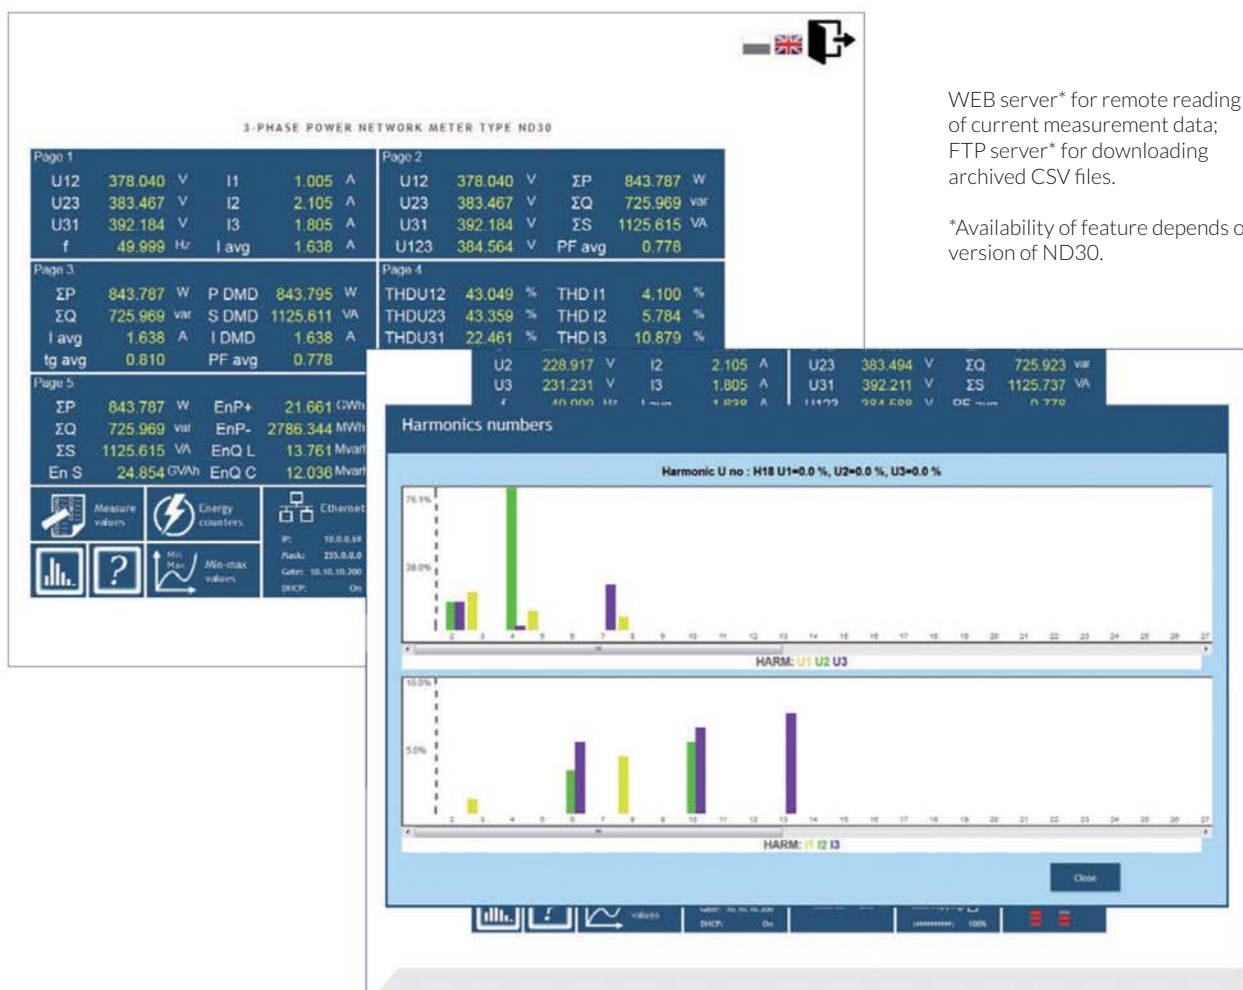 WEB server* for remote reading
of current measurement data;
FTP server* for downloading
archived CSV files.
*Availability of feature depends o
version of ND30.
3-PHASE POWER NETWORK METER TYPE ND30
Page 1
U12 378.040 V I1 1.005 A
U23 383.467 V I2 2.105 A
U31 392.184 V I3 1.805 A
f 49.999 Hz I avg 1.638 A
Page 2
U12 378.040 V ΣP 843.787 W
U23 383.467 V ΣQ 725.969 var
U31 392.184 V ΣS 1125.615 VA
U123 384.564 V PF avg 0.778
Page 3
ΣP 843.787 W P DMD 843.795 W
ΣQ 725.969 var S DMD 1125.611 VA
I avg 1.638 A I DMD 1.638 A
tg avg 0.810 PF avg 0.778
Page 4
THDU12 43.049 % THD I1 4.100 %
THDU23 43.359 % THD I2 5.784 %
THDU31 22.461 % THD I3 10.879 %
Page 5
ΣP 843.787 W EnP+ 21.661 GWh
ΣQ 725.969 var EnP- 2786.344 MWh
ΣS 1125.615 VA EnQ L 13.761 Mvarh
En S 24.854 GVAh EnQ C 12.036 Mvarh
Measure
values
Energy
counters
Ethernet
IP: 10.0.0.69
Mask: 255.0.0.0
Gate: 10.10.10.200
DHCP: On
?
Min
Max
Min-max
values
U2 228.917 V I2 2.105 A U23 383.494 V ΣQ 725.923 var
U3 231.231 V I3 1.805 A U31 392.211 V ΣS 1125.737 VA
Harmonics numbers
Harmonic U no : H18 U1=0.0 %, U2=0.0 %, U3=0.0 %
76.1%
38.0%
2 3 4 5 6 7 8 9 10 11 12 13 14 15 16 17 18 19 20 21 22 23 24 25 26 27
HARM: U1 U2 U3
10.0%
5.0%
2 3 4 5 6 7 8 9 10 11 12 13 14 15 16 17 18 19 20 21 22 23 24 25 26 27
HARM: I1 I2 I3
Close
values
DHCP: On
100%